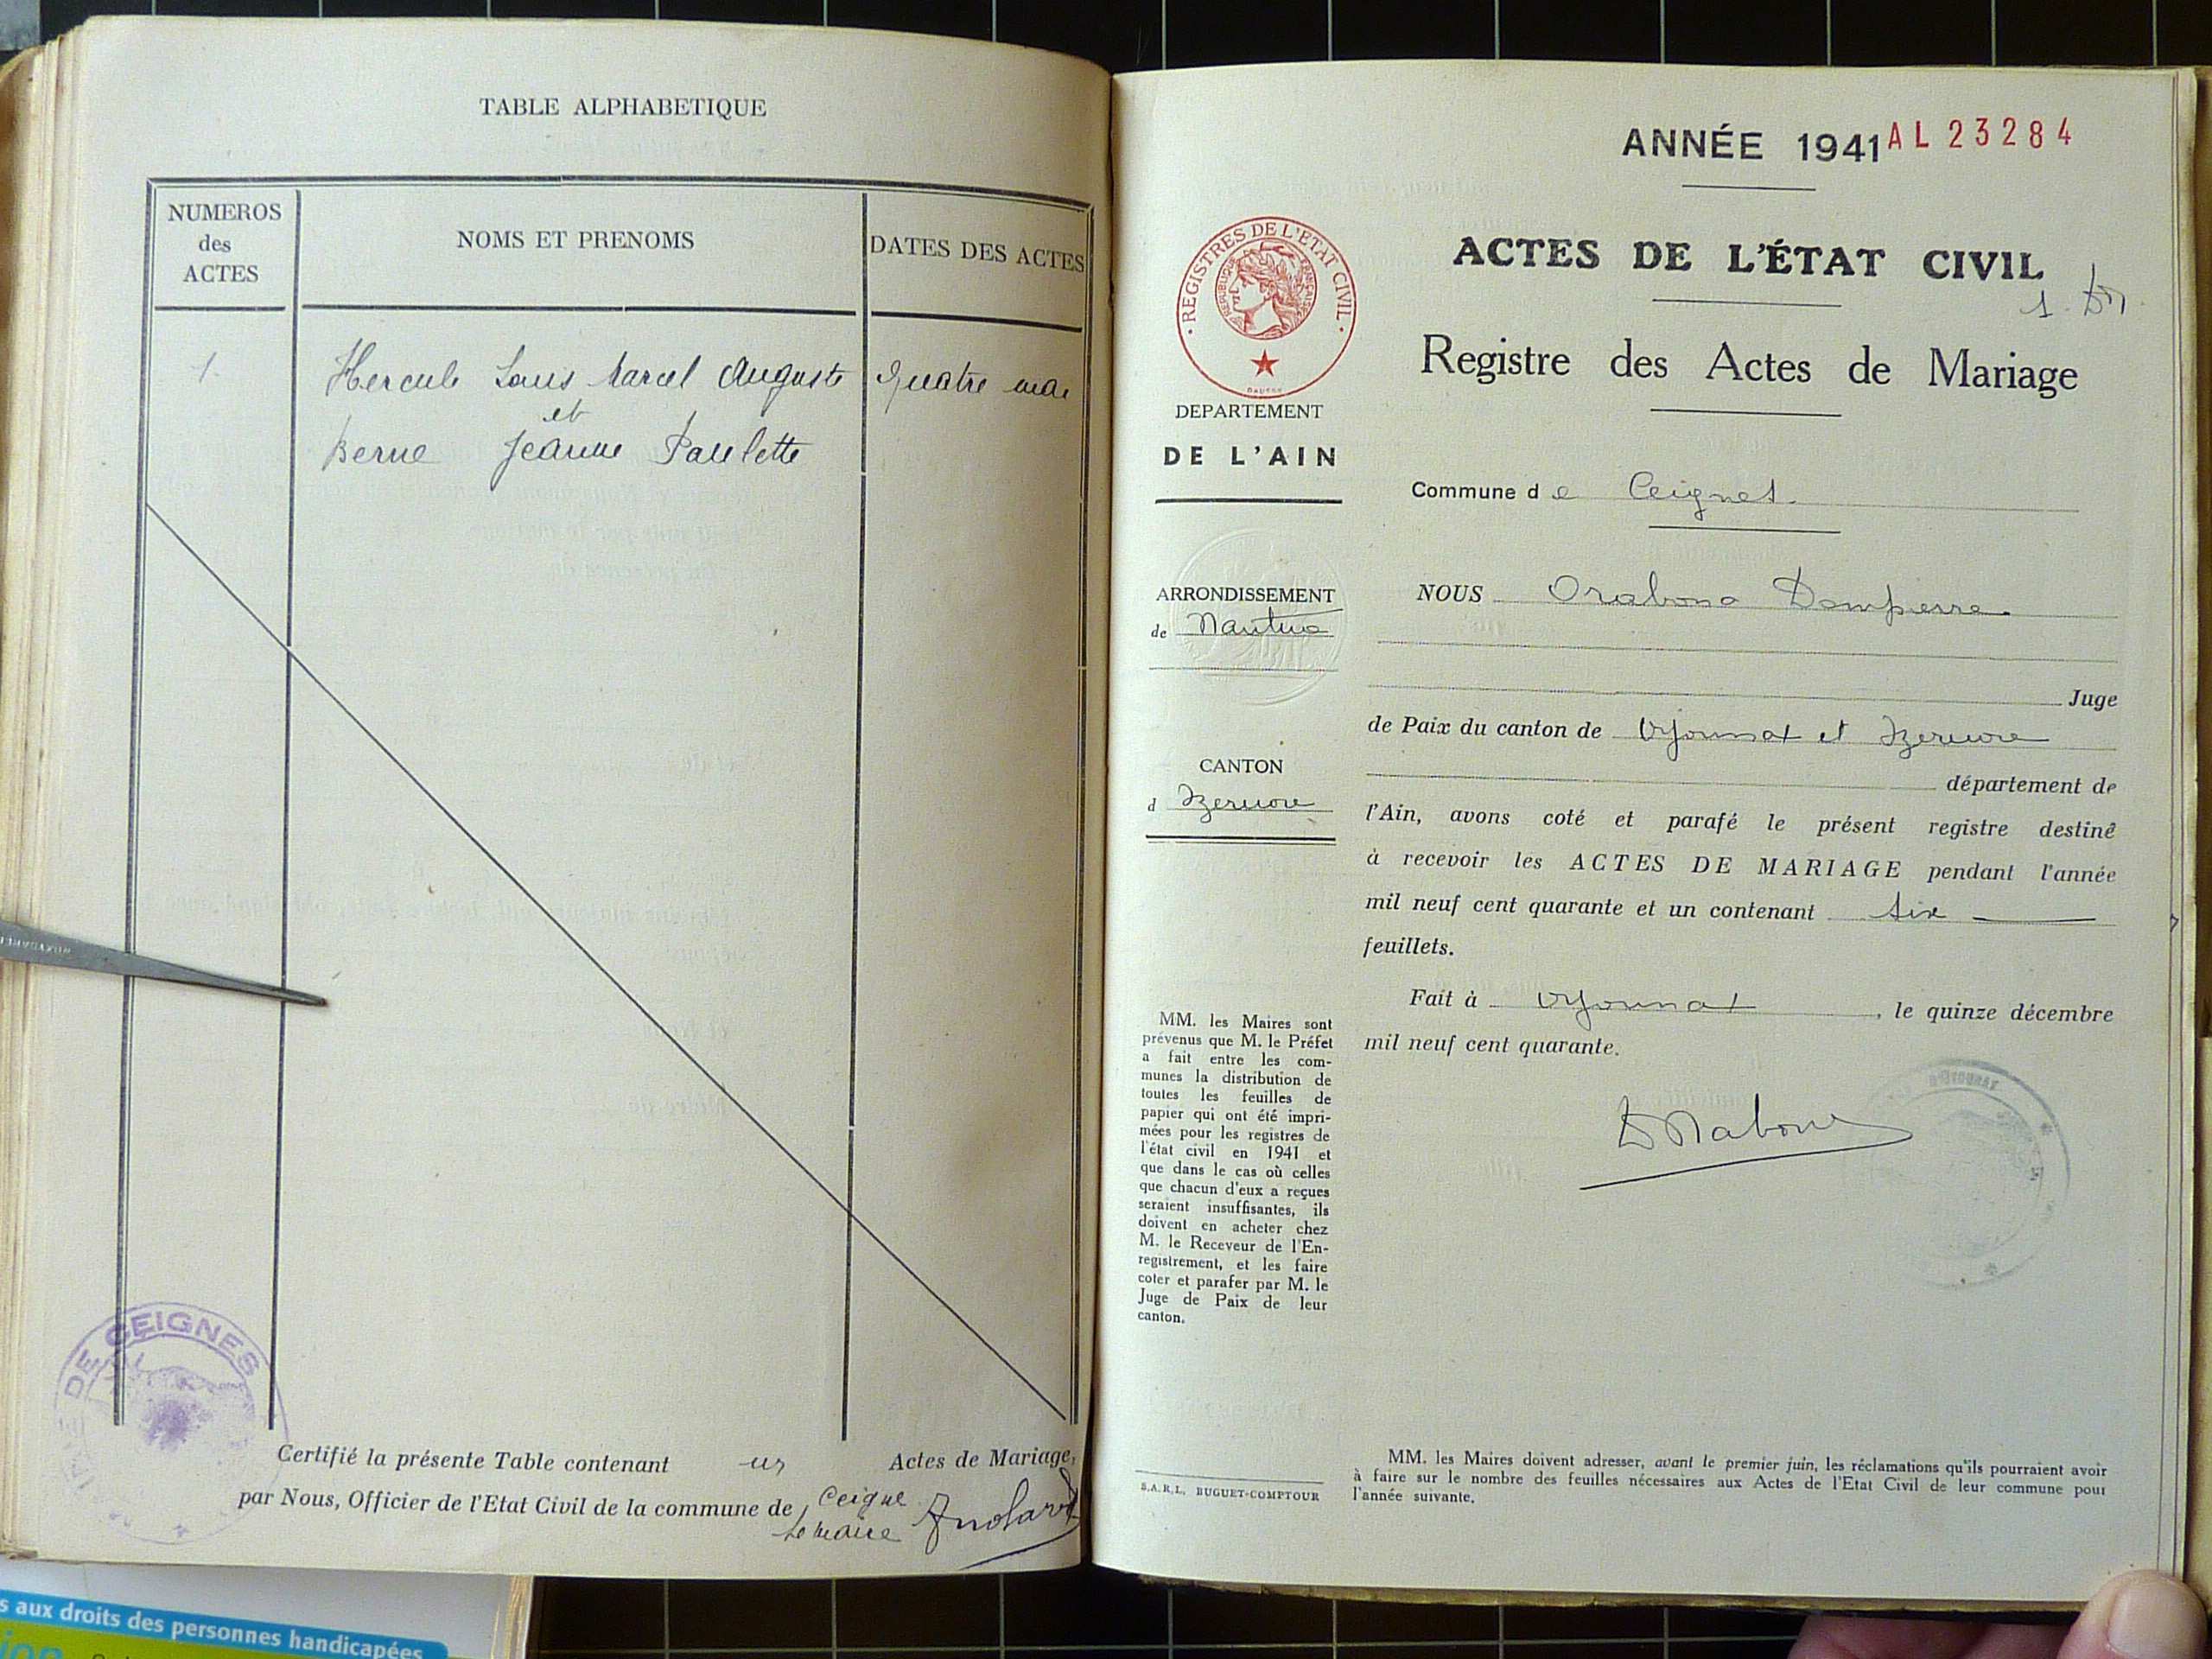 TABLE ALPHABETIQUE
NUMEROS
des
ACTES
NOMS ET PRENOMS
DATES DES ACTES
1.
Hercule Louis Marcel Auguste
quatre mai
et
Berne Jeanne Paulette
DE CEIGNES
Certifié la présente Table contenant un Actes de Mariage,
par Nous, Officier de l'Etat Civil de la commune de Ceigne
Le maire
s aux droits des personnes handicapées
ANNÉE 1941
AL 23284
ACTES DE L'ÉTAT CIVIL
1.
Registre des Actes de Mariage
· REGISTRES DE L'ETAT CIVIL ·
REPUBLIQUE FRANÇAISE
DEPARTEMENT
DE L'AIN
Commune de Ceignes.
ARRONDISSEMENT
de Nantua
CANTON
d Izernore
NOUS Orabona Dompierre
Juge
de Paix du canton de Oyonnax et Izernore
département de
l'Ain, avons coté et parafé le présent registre destiné
à recevoir les ACTES DE MARIAGE pendant l'année
mil neuf cent quarante et un contenant six
feuillets.
Fait à Oyonnax, le quinze décembre
mil neuf cent quarante.
MM. les Maires sont
prévenus que M. le Préfet
a fait entre les com-
munes la distribution de
toutes les feuilles de
papier qui ont été impri-
mées pour les registres de
l'état civil en 1941 et
que dans le cas où celles
que chacun d'eux a reçues
seraient insuffisantes, ils
doivent en acheter chez
M. le Receveur de l'En-
registrement, et les faire
coter et parafer par M. le
Juge de Paix de leur
canton.
S.A.R.L. BUGUET-COMPTOUR
MM. les Maires doivent adresser, avant le premier juin, les réclamations qu'ils pourraient avoir
à faire sur le nombre des feuilles nécessaires aux Actes de l'Etat Civil de leur commune pour
l'année suivante.